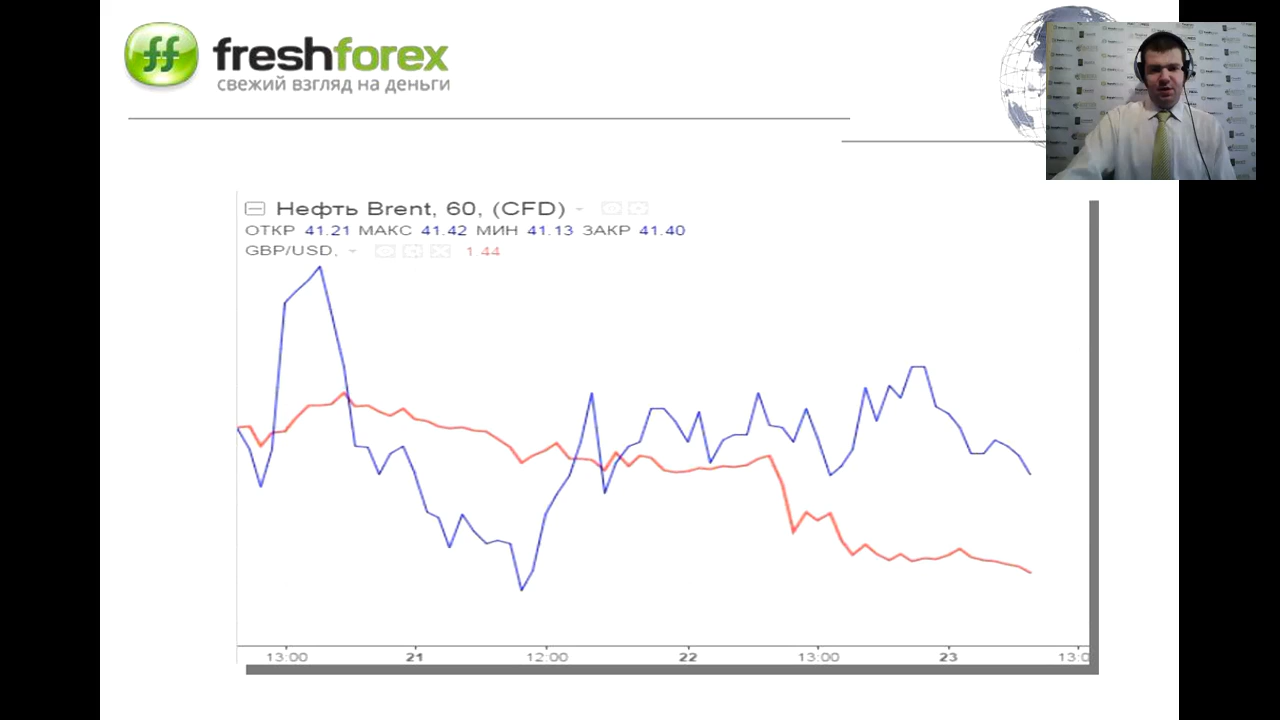 freshforex
свежий взгляд на деньги
Нефть Brent, 60, (CFD)
ОТКР 41.21 МАКС 41.42 МИН 41.13 ЗАКР 41.40
GBP/USD, 1.44
13:00 21 12:00 22 13:00 23 13:0